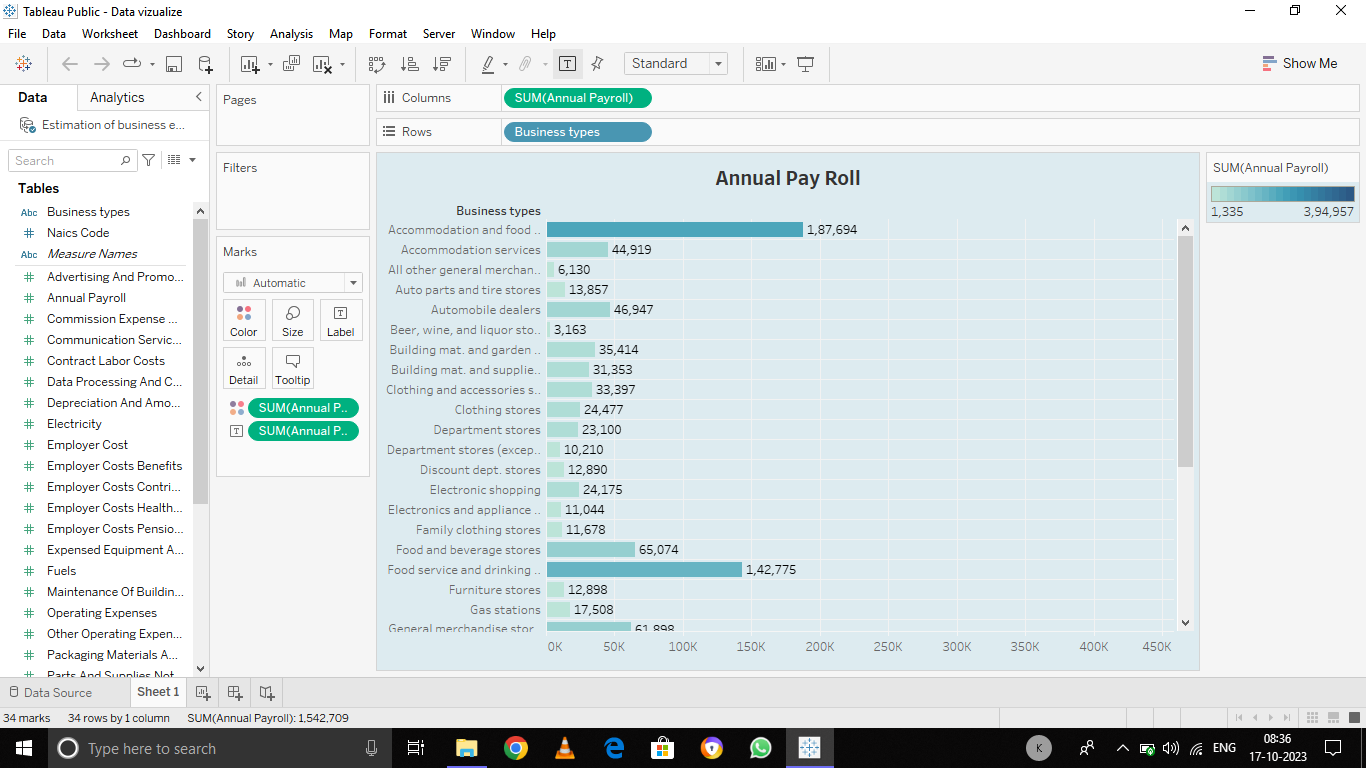 Tableau Public - Data vizualize
File Data Worksheet Dashboard Story Analysis Map Format Server Window Help
Standard
Show Me
Data
Analytics
Estimation of business e...
Search
Tables
Abc Business types
Naics Code
Abc Measure Names
Advertising And Promo...
Annual Payroll
Commission Expense ...
Communication Servic...
Contract Labor Costs
Data Processing And C...
Depreciation And Amo...
Electricity
Employer Cost
Employer Costs Benefits
Employer Costs Contri...
Employer Costs Health...
Employer Costs Pensio...
Expensed Equipment A...
Fuels
Maintenance Of Buildin...
Operating Expenses
Other Operating Expen...
Packaging Materials A...
Parts And Supplies Not
Pages
Filters
Marks
Automatic
Color Size Label
Detail Tooltip
SUM(Annual P..
SUM(Annual P..
Columns SUM(Annual Payroll)
Rows Business types
Annual Pay Roll
Business types
Accommodation and food .. 1,87,694
Accommodation services 44,919
All other general merchan.. 6,130
Auto parts and tire stores 13,857
Automobile dealers 46,947
Beer, wine, and liquor sto.. 3,163
Building mat. and garden .. 35,414
Building mat. and supplie.. 31,353
Clothing and accessories s.. 33,397
Clothing stores 24,477
Department stores 23,100
Department stores (excep.. 10,210
Discount dept. stores 12,890
Electronic shopping 24,175
Electronics and appliance .. 11,044
Family clothing stores 11,678
Food and beverage stores 65,074
Food service and drinking .. 1,42,775
Furniture stores 12,898
Gas stations 17,508
General merchandise stor.. 61,898
0K 50K 100K 150K 200K 250K 300K 350K 400K 450K
SUM(Annual Payroll)
1,335 3,94,957
Data Source
Sheet 1
34 marks 34 rows by 1 column SUM(Annual Payroll): 1,542,709
Type here to search
K
ENG
08:36
17-10-2023